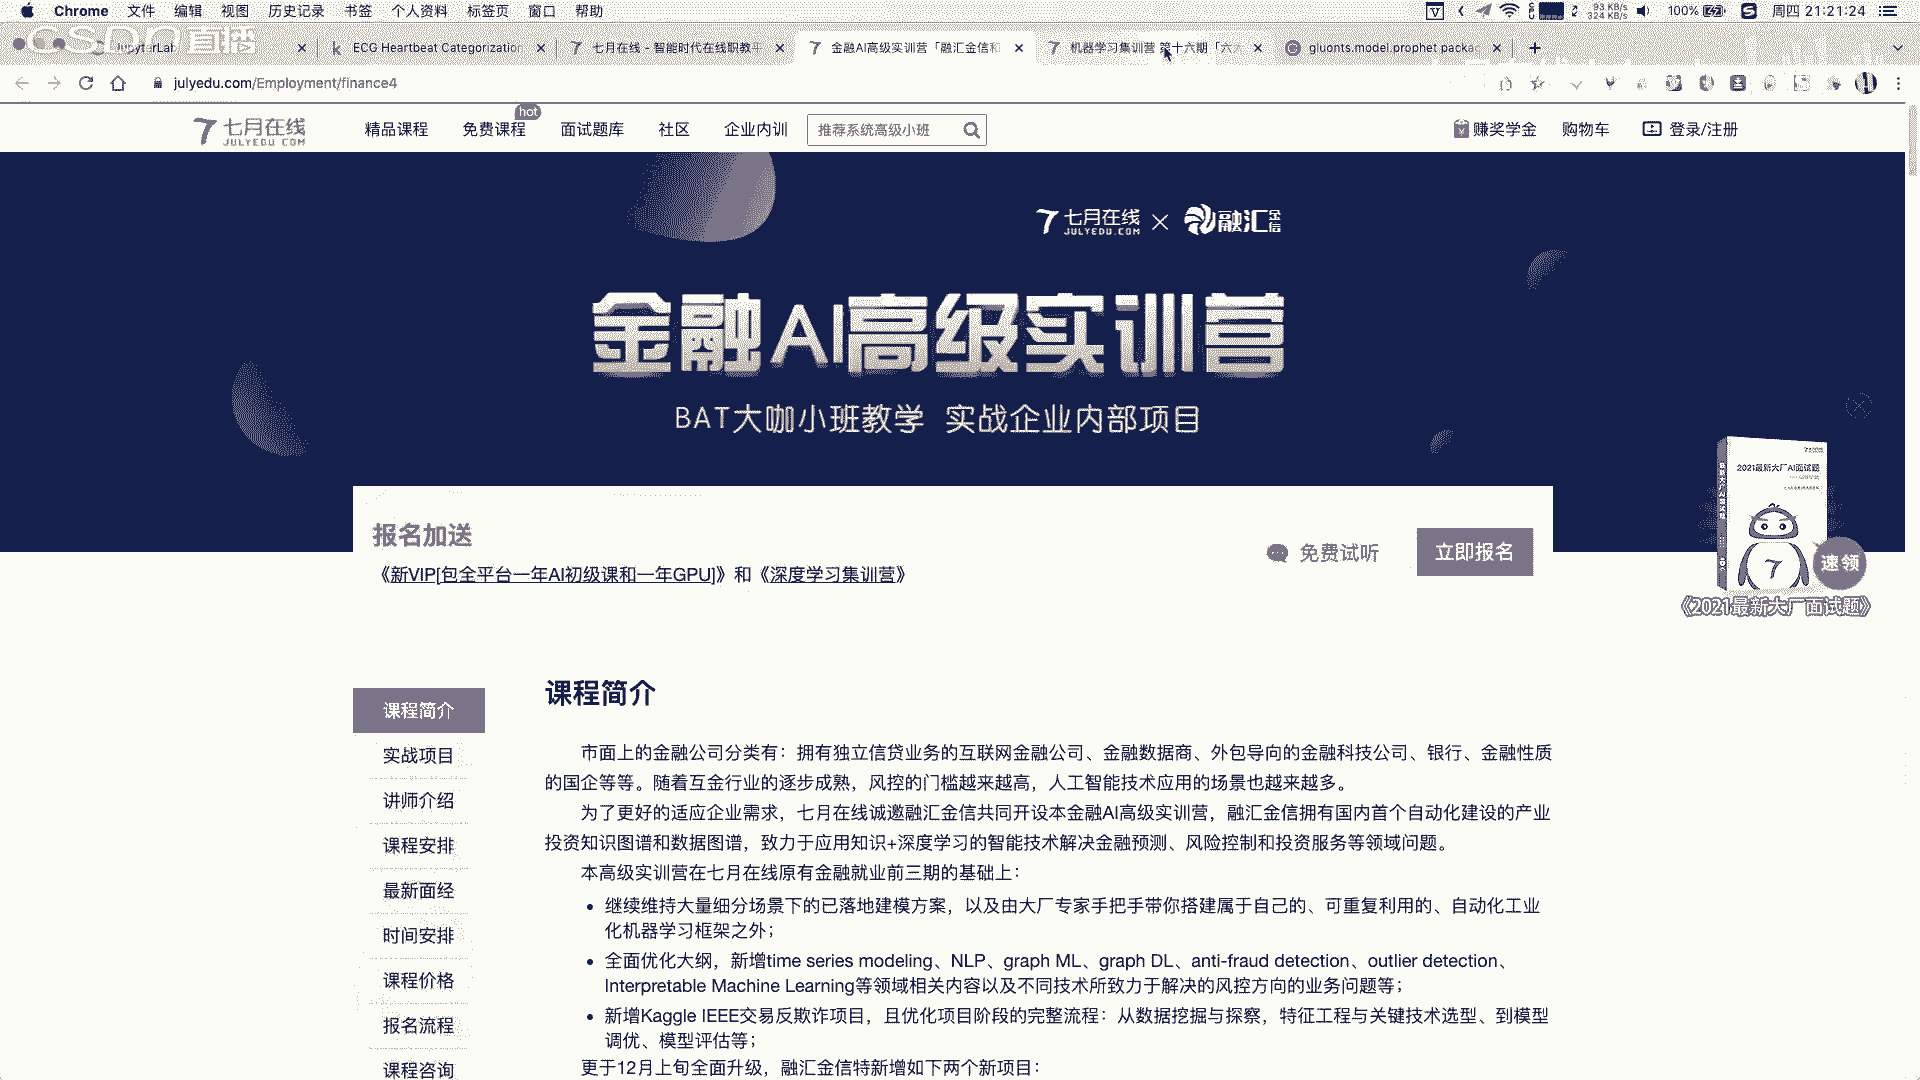 Chrome 文件 编辑 视图 历史记录 书签 个人资料 标签页 窗口 帮助
93 KB/s
324 KB/s
100%
周四 21:21:24
CSDN直播
JupyterLab
ECG Heartbeat Categorization
七月在线 - 智能时代在线职教平
金融AI高级实训营「融汇金信和
机器学习集训营 第十六期「六大
gluonts.model.prophet packag
julyedu.com/Employment/finance4
七月在线
JULYEDU.COM
精品课程
免费课程
hot
面试题库
社区
企业内训
推荐系统高级小班
赚奖学金
购物车
登录/注册
七月在线
JULYEDU.COM
融汇金信
金融AI高级实训营
BAT大咖小班教学 实战企业内部项目
报名加送
《新VIP[包全平台一年AI初级课和一年GPU]》和《深度学习集训营》
免费试听
立即报名
2021最新大厂AI面试题
速领
《2021最新大厂面试题》
课程简介
实战项目
讲师介绍
课程安排
最新面经
时间安排
课程价格
报名流程
课程咨询
课程简介
市面上的金融公司分类有：拥有独立信贷业务的互联网金融公司、金融数据商、外包导向的金融科技公司、银行、金融性质
的国企等等。随着互金行业的逐步成熟，风控的门槛越来越高，人工智能技术应用的场景也越来越多。
为了更好的适应企业需求，七月在线诚邀融汇金信共同开设本金融AI高级实训营，融汇金信拥有国内首个自动化建设的产业
投资知识图谱和数据图谱，致力于应用知识+深度学习的智能技术解决金融预测、风险控制和投资服务等领域问题。
本高级实训营在七月在线原有金融就业前三期的基础上：
• 继续维持大量细分场景下的已落地建模方案，以及由大厂专家手把手带你搭建属于自己的、可重复利用的、自动化工业
化机器学习框架之外；
• 全面优化大纲，新增time series modeling、NLP、graph ML、graph DL、anti-fraud detection、outlier detection、
Interpretable Machine Learning等领域相关内容以及不同技术所致力于解决的风控方向的业务问题等；
• 新增Kaggle IEEE交易反欺诈项目，且优化项目阶段的完整流程：从数据挖掘与探察，特征工程与关键技术选型、到模型
调优、模型评估等；
更于12月上旬全面升级，融汇金信特新增如下两个新项目：